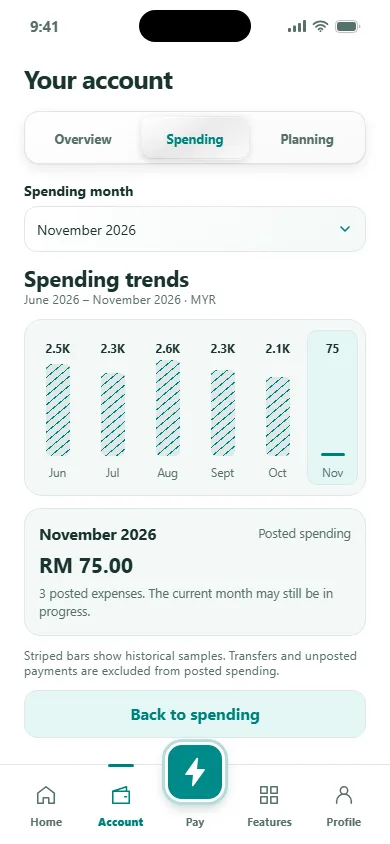 9:41
Your account
Overview
Spending
Planning
Spending month
November 2026
Spending trends
June 2026 – November 2026 · MYR
2.5K
2.3K
2.6K
2.3K
2.1K
75
Jun
Jul
Aug
Sept
Oct
Nov
November 2026
Posted spending
RM 75.00
3 posted expenses. The current month may still be in
progress.
Striped bars show historical samples. Transfers and unposted
payments are excluded from posted spending.
Back to spending
Home
Account
Pay
Features
Profile